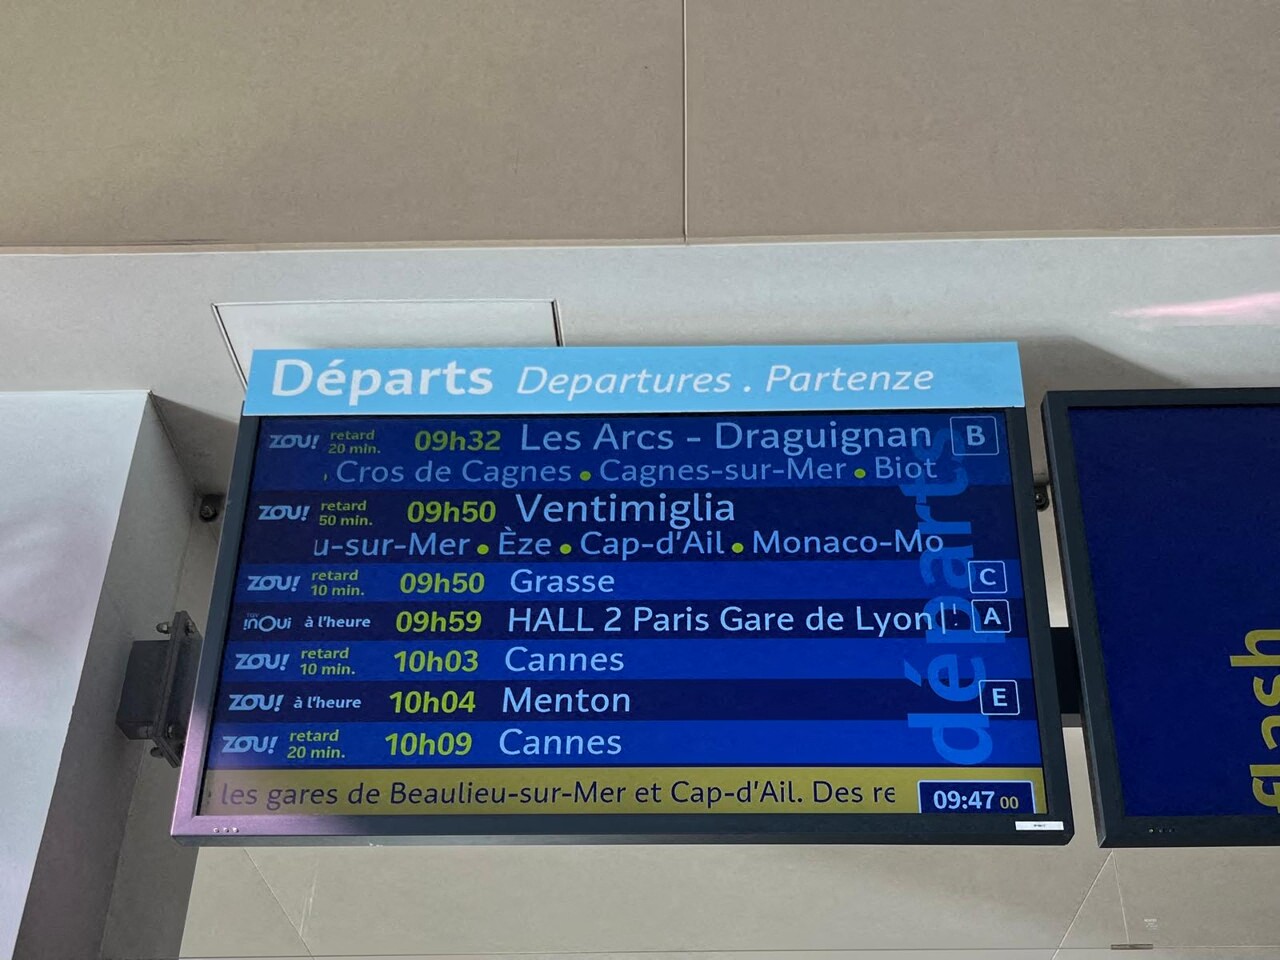 Départs Departures . Partenze
ZOU! retard 20 min. 09h32 Les Arcs - Draguignan B
Cros de Cagnes • Cagnes-sur-Mer • Biot
ZOU! retard 50 min. 09h50 Ventimiglia
u-sur-Mer • Èze • Cap-d'Ail • Monaco-Mo
ZOU! retard 10 min. 09h50 Grasse C
inOui à l'heure 09h59 HALL 2 Paris Gare de Lyon A
ZOU! retard 10 min. 10h03 Cannes
ZOU! à l'heure 10h04 Menton E
ZOU! retard 20 min. 10h09 Cannes
départs
les gares de Beaulieu-sur-Mer et Cap-d'Ail. Des re
09:47 00
flash